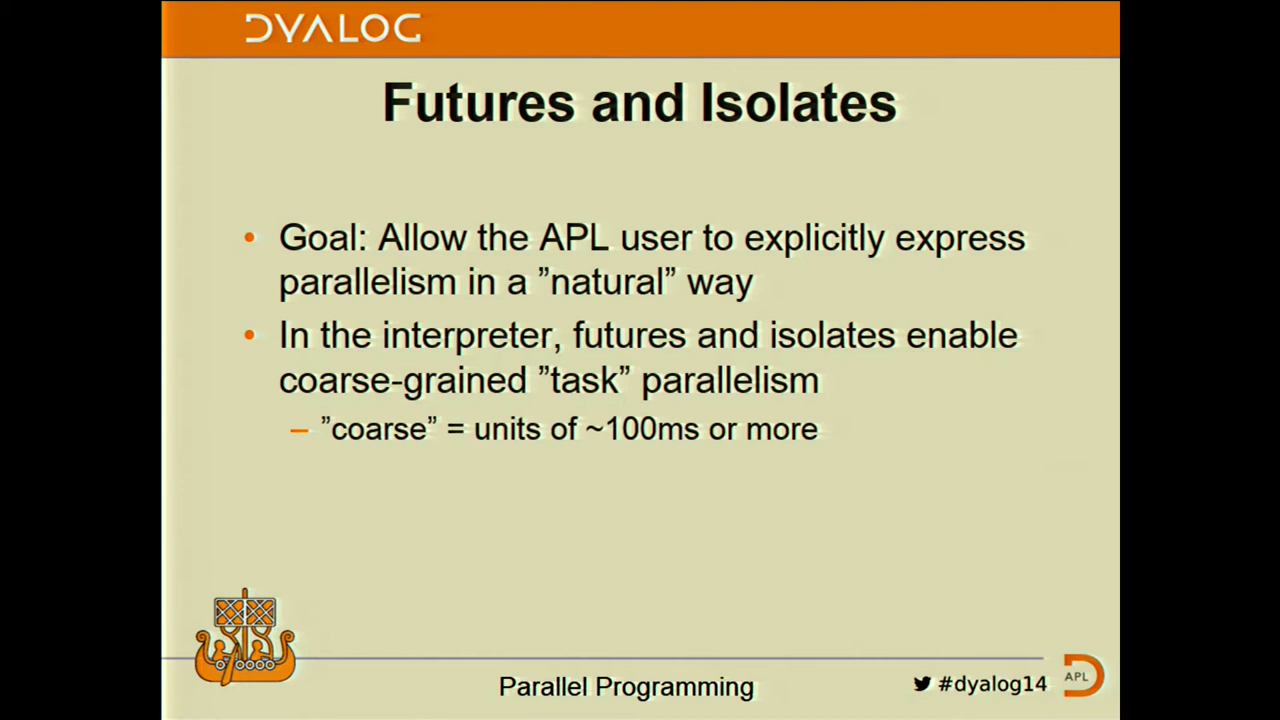 DYALOG
Futures and Isolates
• Goal: Allow the APL user to explicitly express
parallelism in a ”natural” way
• In the interpreter, futures and isolates enable
coarse-grained ”task” parallelism
– ”coarse” = units of ~100ms or more
Parallel Programming
#dyalog14
APL